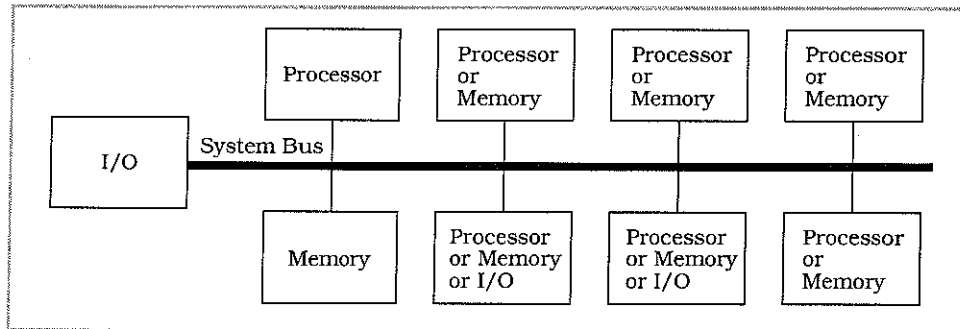 Processor
Processor
or
Memory
Processor
or
Memory
Processor
or
Memory
I/O
System Bus
Memory
Processor
or Memory
or I/O
Processor
or Memory
or I/O
Processor
or
Memory